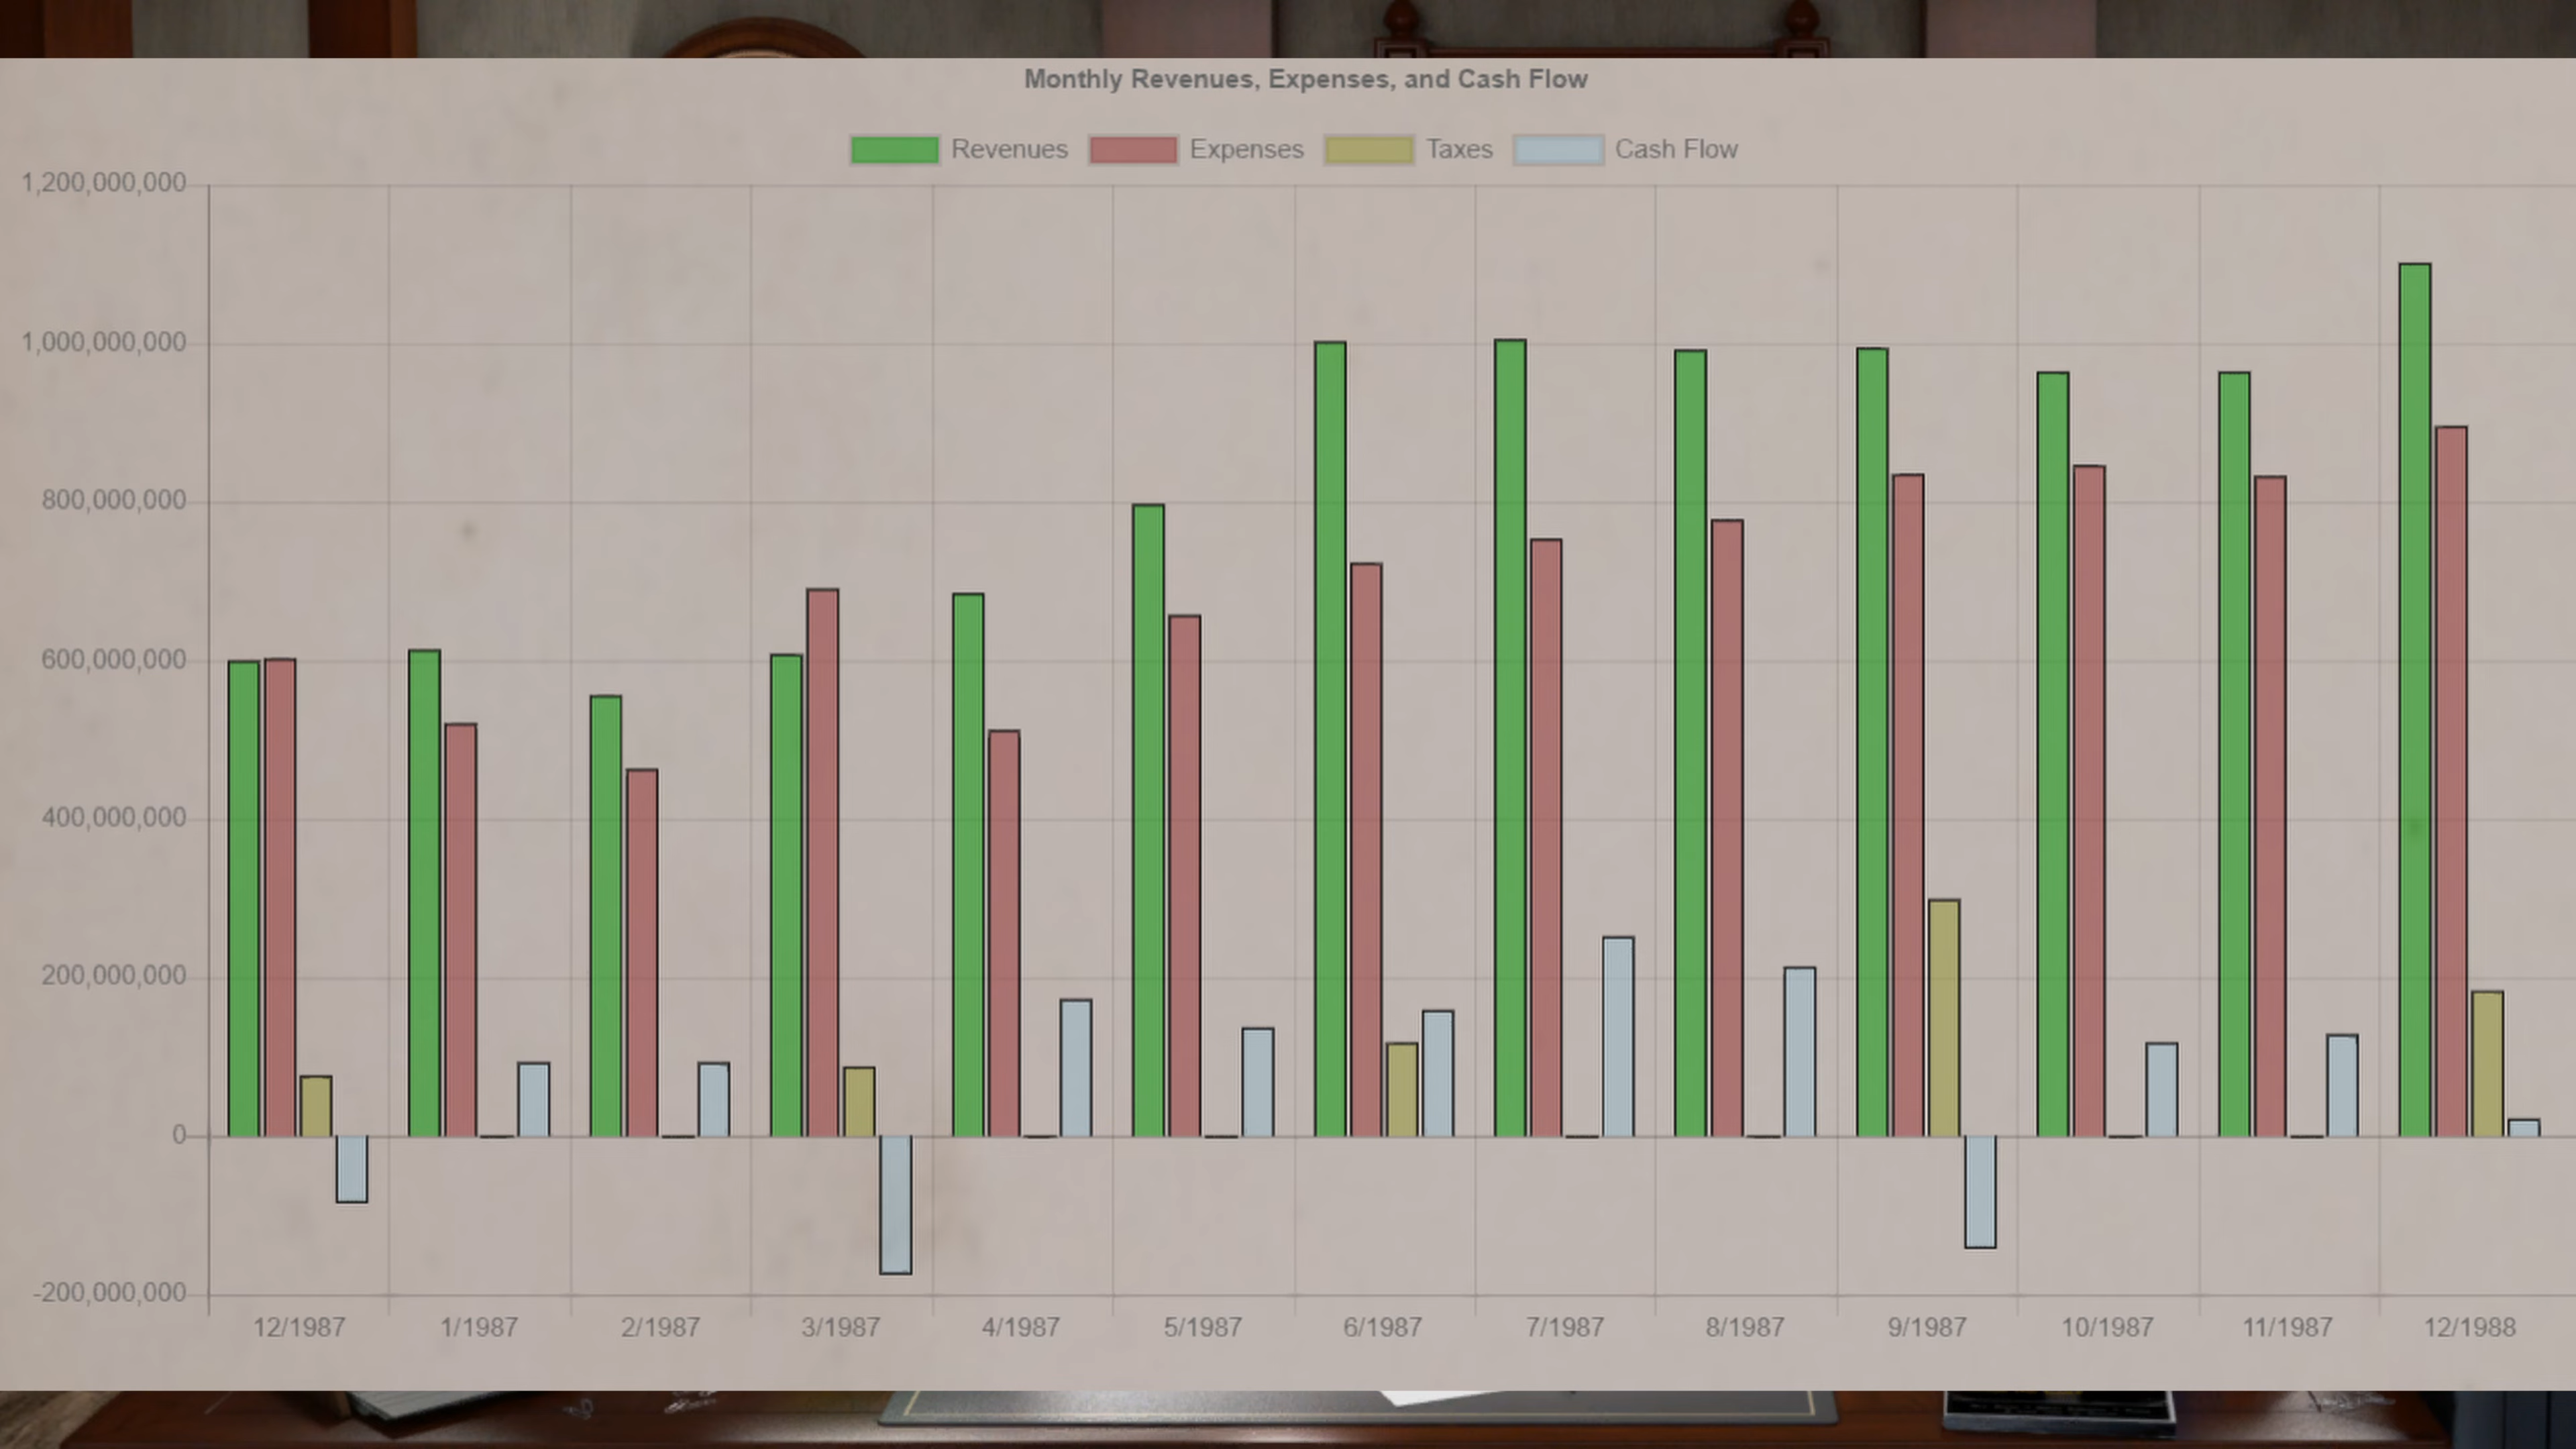 Monthly Revenues, Expenses, and Cash Flow
Revenues Expenses Taxes Cash Flow
1,200,000,000
1,000,000,000
800,000,000
600,000,000
400,000,000
200,000,000
0
-200,000,000
12/1987 1/1987 2/1987 3/1987 4/1987 5/1987 6/1987 7/1987 8/1987 9/1987 10/1987 11/1987 12/1988